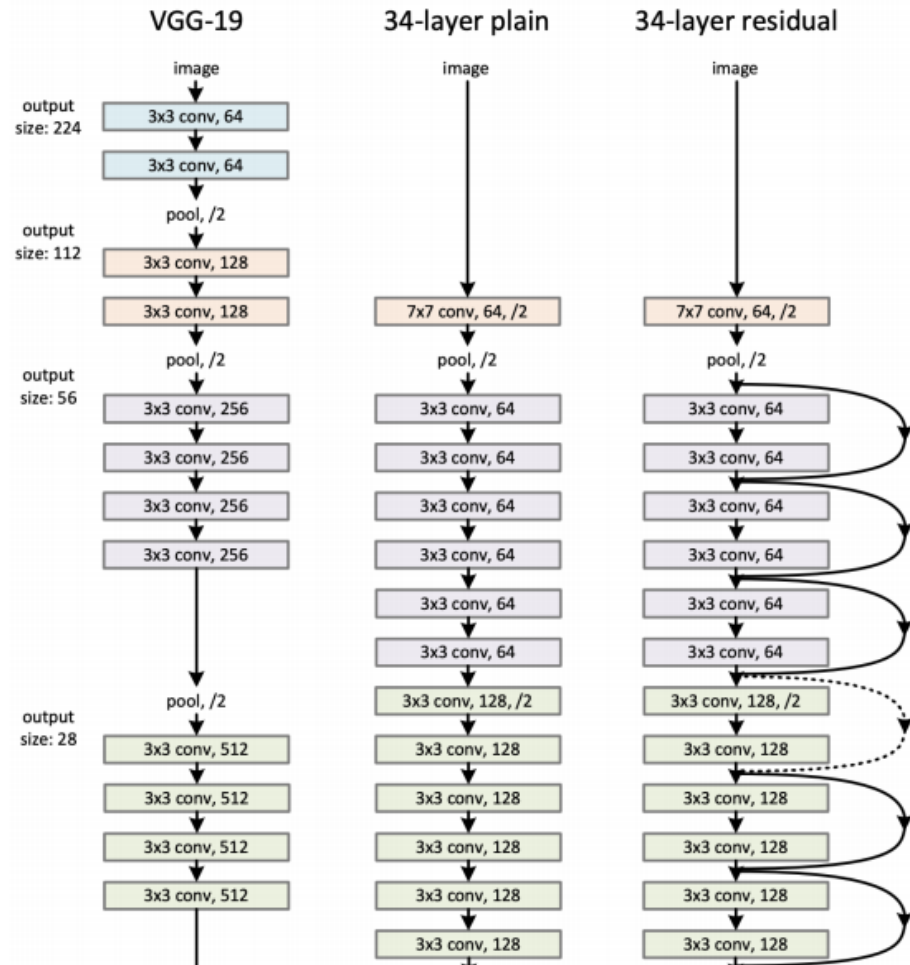 VGG-19
34-layer plain
34-layer residual
image
image
image
output
size: 224
3x3 conv, 64
3x3 conv, 64
pool, /2
output
size: 112
3x3 conv, 128
3x3 conv, 128
7x7 conv, 64, /2
7x7 conv, 64, /2
pool, /2
pool, /2
pool, /2
output
size: 56
3x3 conv, 256
3x3 conv, 64
3x3 conv, 64
3x3 conv, 256
3x3 conv, 64
3x3 conv, 64
3x3 conv, 256
3x3 conv, 64
3x3 conv, 64
3x3 conv, 256
3x3 conv, 64
3x3 conv, 64
3x3 conv, 64
3x3 conv, 64
3x3 conv, 64
3x3 conv, 64
pool, /2
3x3 conv, 128, /2
3x3 conv, 128, /2
output
size: 28
3x3 conv, 512
3x3 conv, 128
3x3 conv, 128
3x3 conv, 512
3x3 conv, 128
3x3 conv, 128
3x3 conv, 512
3x3 conv, 128
3x3 conv, 128
3x3 conv, 512
3x3 conv, 128
3x3 conv, 128
3x3 conv, 128
3x3 conv, 128